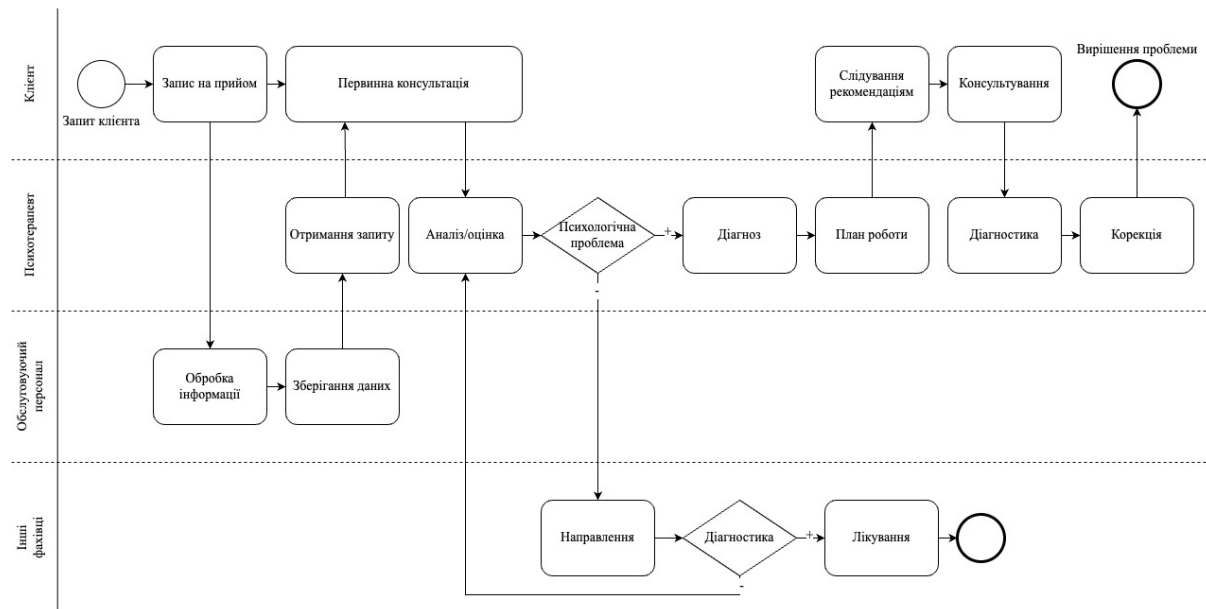 Клієнт
Запит клієнта
Запис на прийом
Первинна консультація
Слідування
рекомендаціям
Консультування
Вирішення проблеми
Психотерапевт
Отримання запиту
Аналіз/оцінка
Психологічна
проблема
+
-
Діагноз
План роботи
Діагностика
Корекція
Обслуговуючий
персонал
Обробка
інформації
Зберігання даних
Інші
фахівці
Направлення
Діагностика
+
-
Лікування